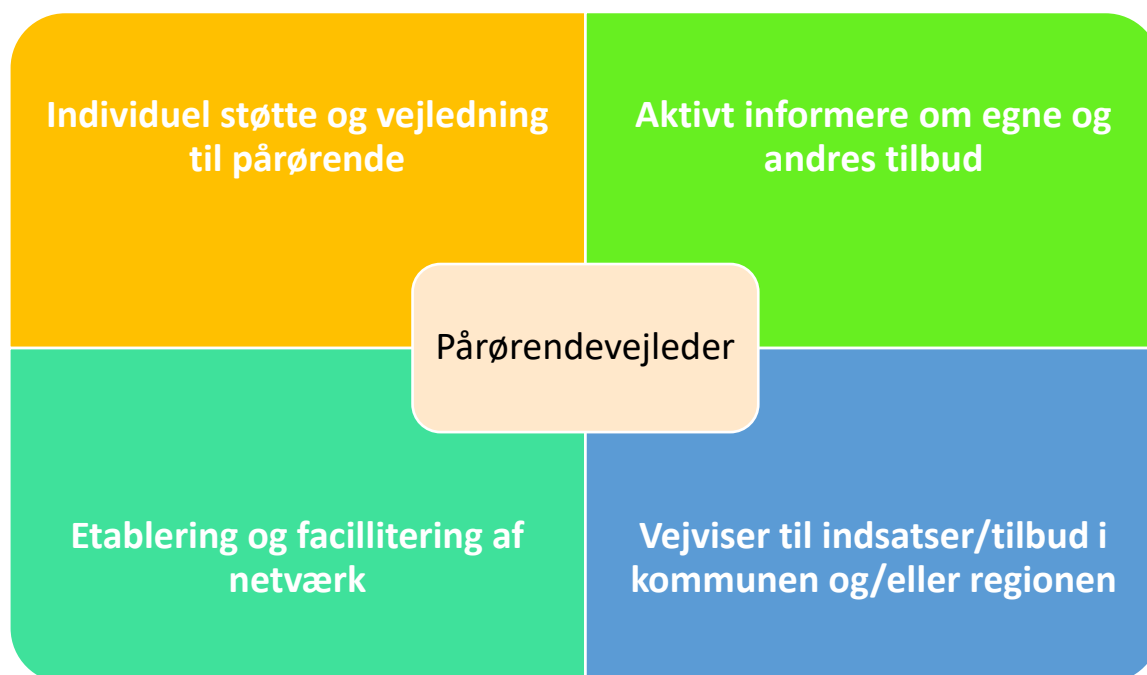 Individuel støtte og vejledning
til pårørende
Aktivt informere om egne og
andres tilbud
Pårørendevejleder
Etablering og facillitering af
netværk
Vejviser til indsatser/tilbud i
kommunen og/eller regionen